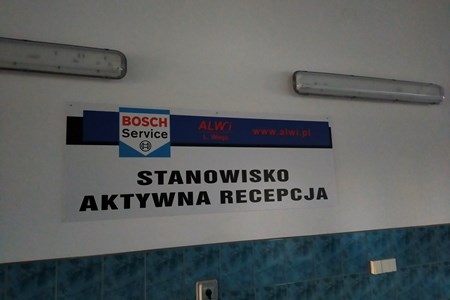 BOSCH
Service
ALWI
www.alwi.pl
STANOWISKO
AKTYWNA RECEPCJA